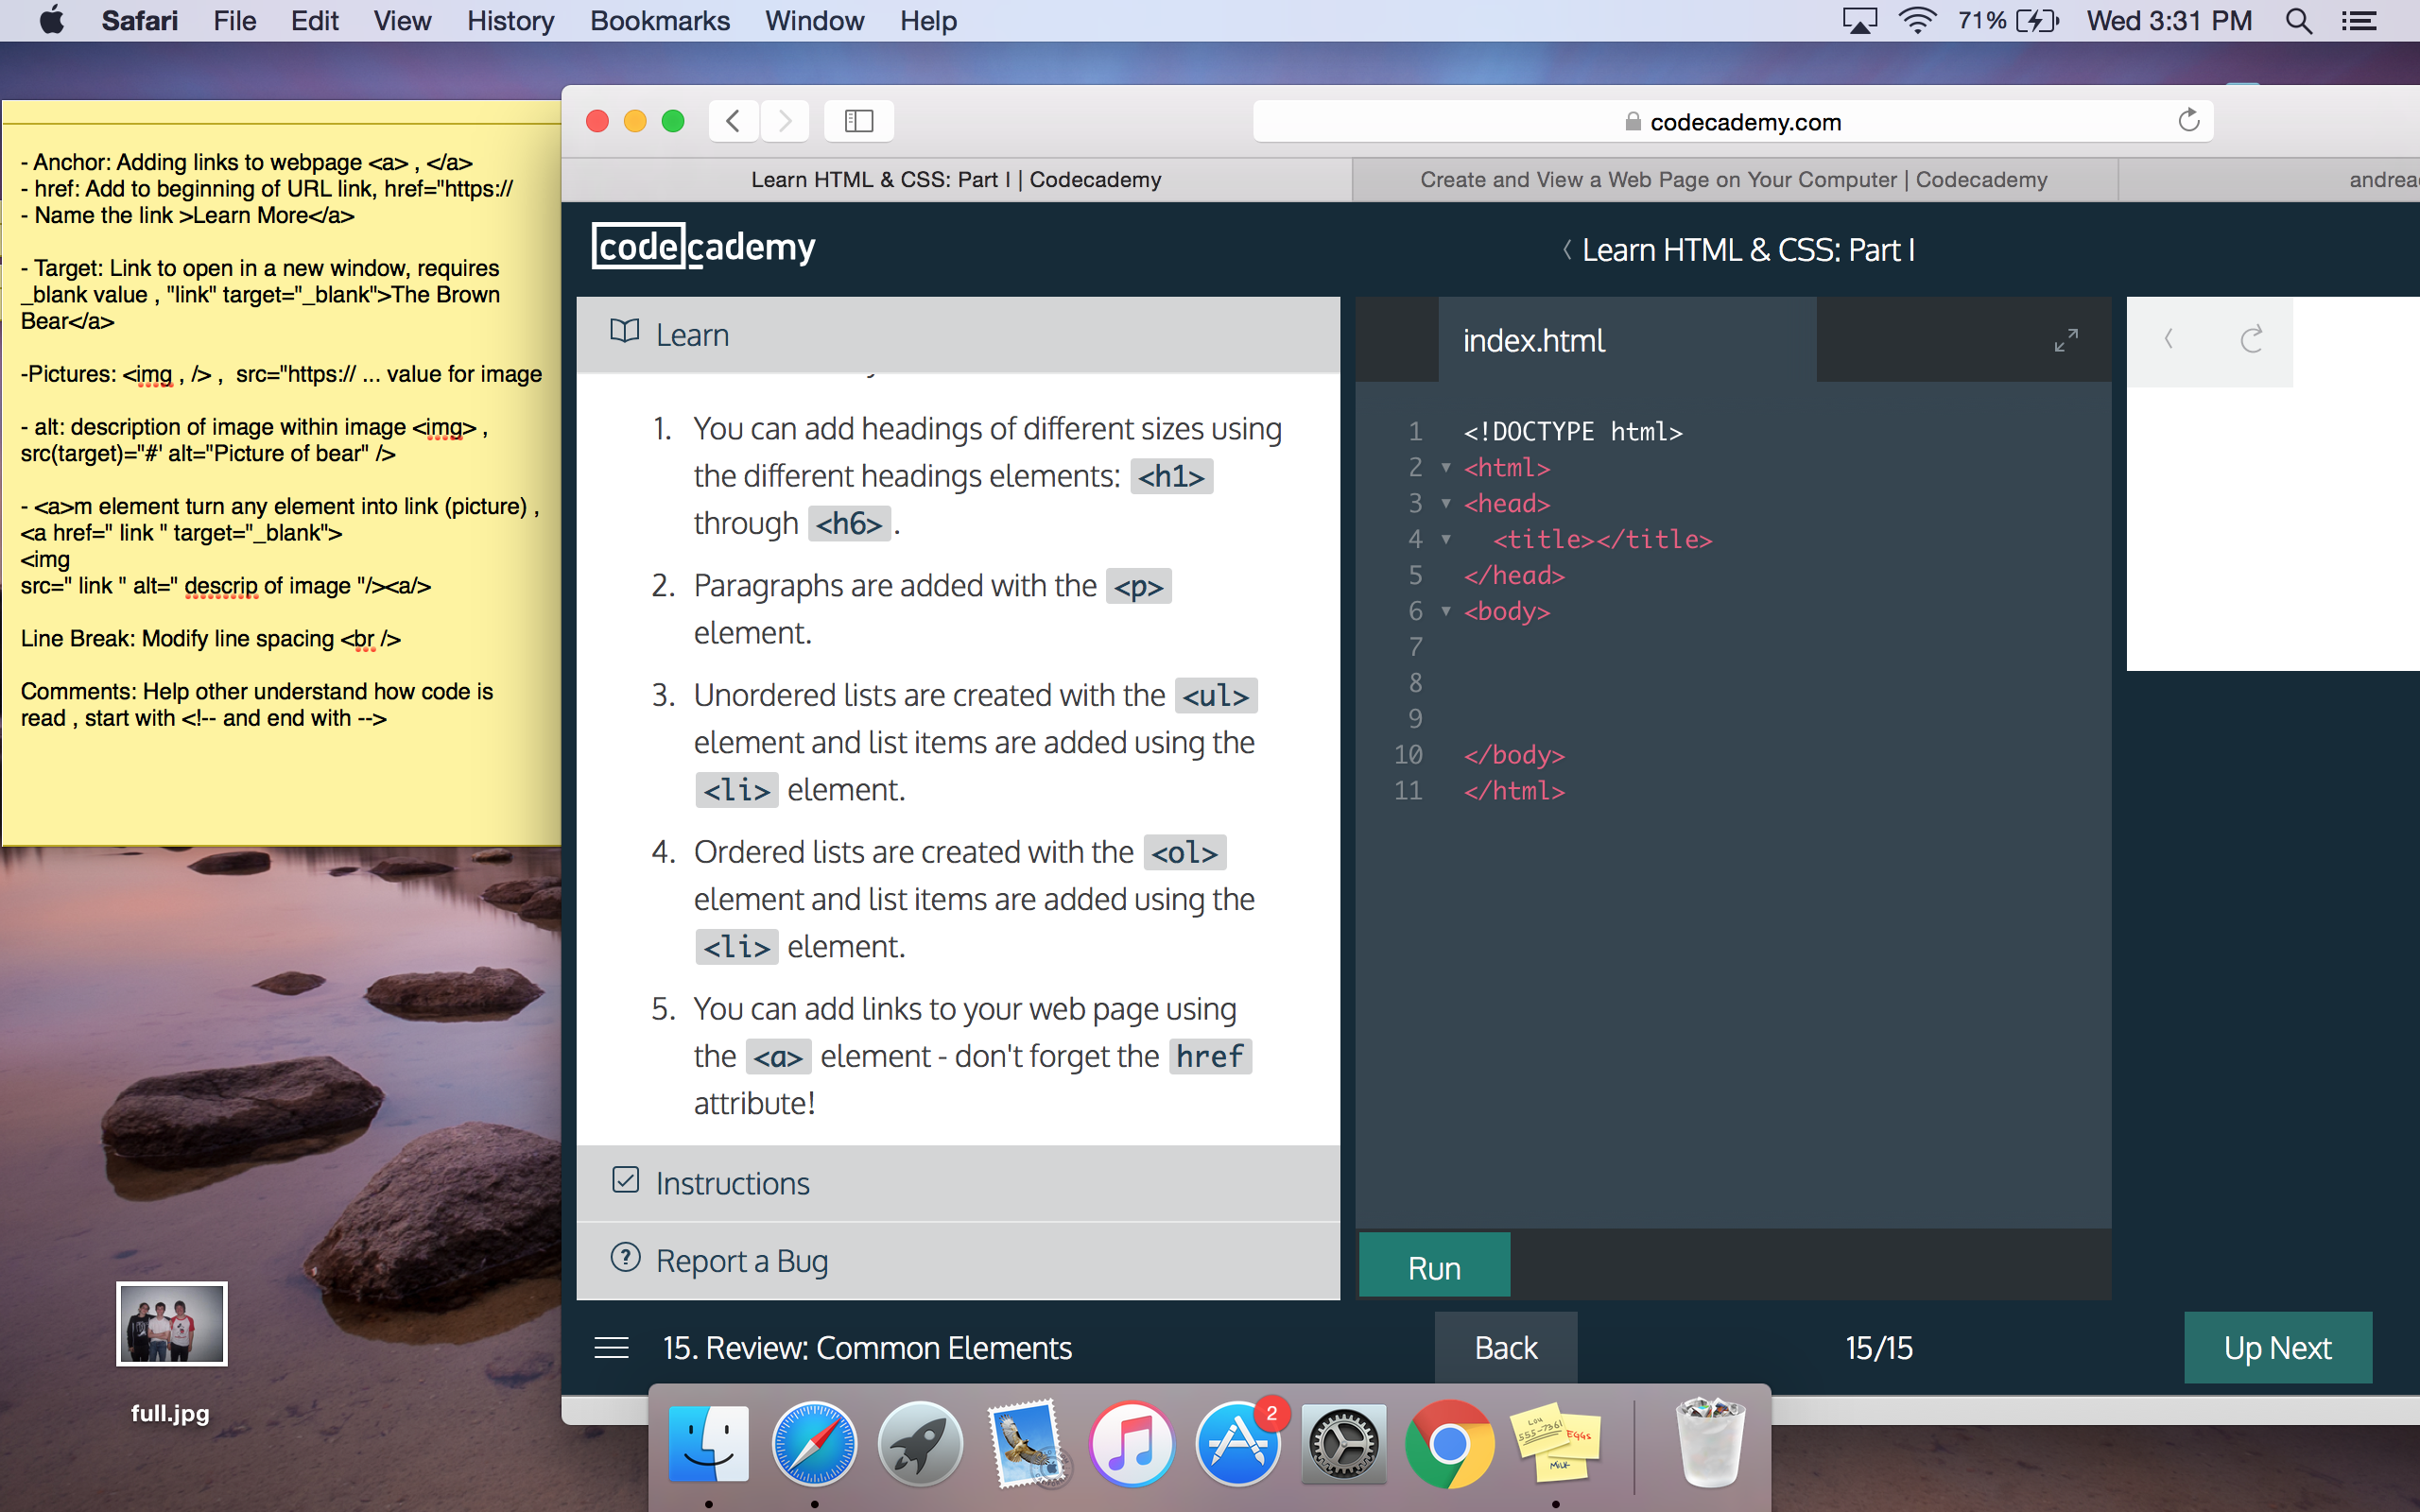 Safari File Edit View History Bookmarks Window Help 71% Wed 3:31 PM
- Anchor: Adding links to webpage <a> , </a>
- href: Add to beginning of URL link, href="https://
- Name the link >Learn More</a>
- Target: Link to open in a new window, requires
_blank value , "link" target="_blank">The Brown
Bear</a>
-Pictures: <img , /> , src="https:// ... value for image
- alt: description of image within image <img> ,
src(target)="#' alt="Picture of bear" />
- <a>m element turn any element into link (picture) ,
<a href=" link " target="_blank">
<img
src=" link " alt=" descrip of image "/><a/>
Line Break: Modify line spacing <br />
Comments: Help other understand how code is
read , start with <!-- and end with -->
full.jpg
codecademy.com
Learn HTML & CSS: Part I | Codecademy
Create and View a Web Page on Your Computer | Codecademy
codecademy
Learn HTML & CSS: Part I
Learn
1. You can add headings of different sizes using
the different headings elements: <h1>
through <h6> .
2. Paragraphs are added with the <p>
element.
3. Unordered lists are created with the <ul>
element and list items are added using the
<li> element.
4. Ordered lists are created with the <ol>
element and list items are added using the
<li> element.
5. You can add links to your web page using
the <a> element - don't forget the href
attribute!
Instructions
Report a Bug
index.html
1 <!DOCTYPE html>
2 <html>
3 <head>
4 <title></title>
5 </head>
6 <body>
7
8
9
10 </body>
11 </html>
Run
15. Review: Common Elements
Back
15/15
Up Next
2
555-7361
EGGS
MILK